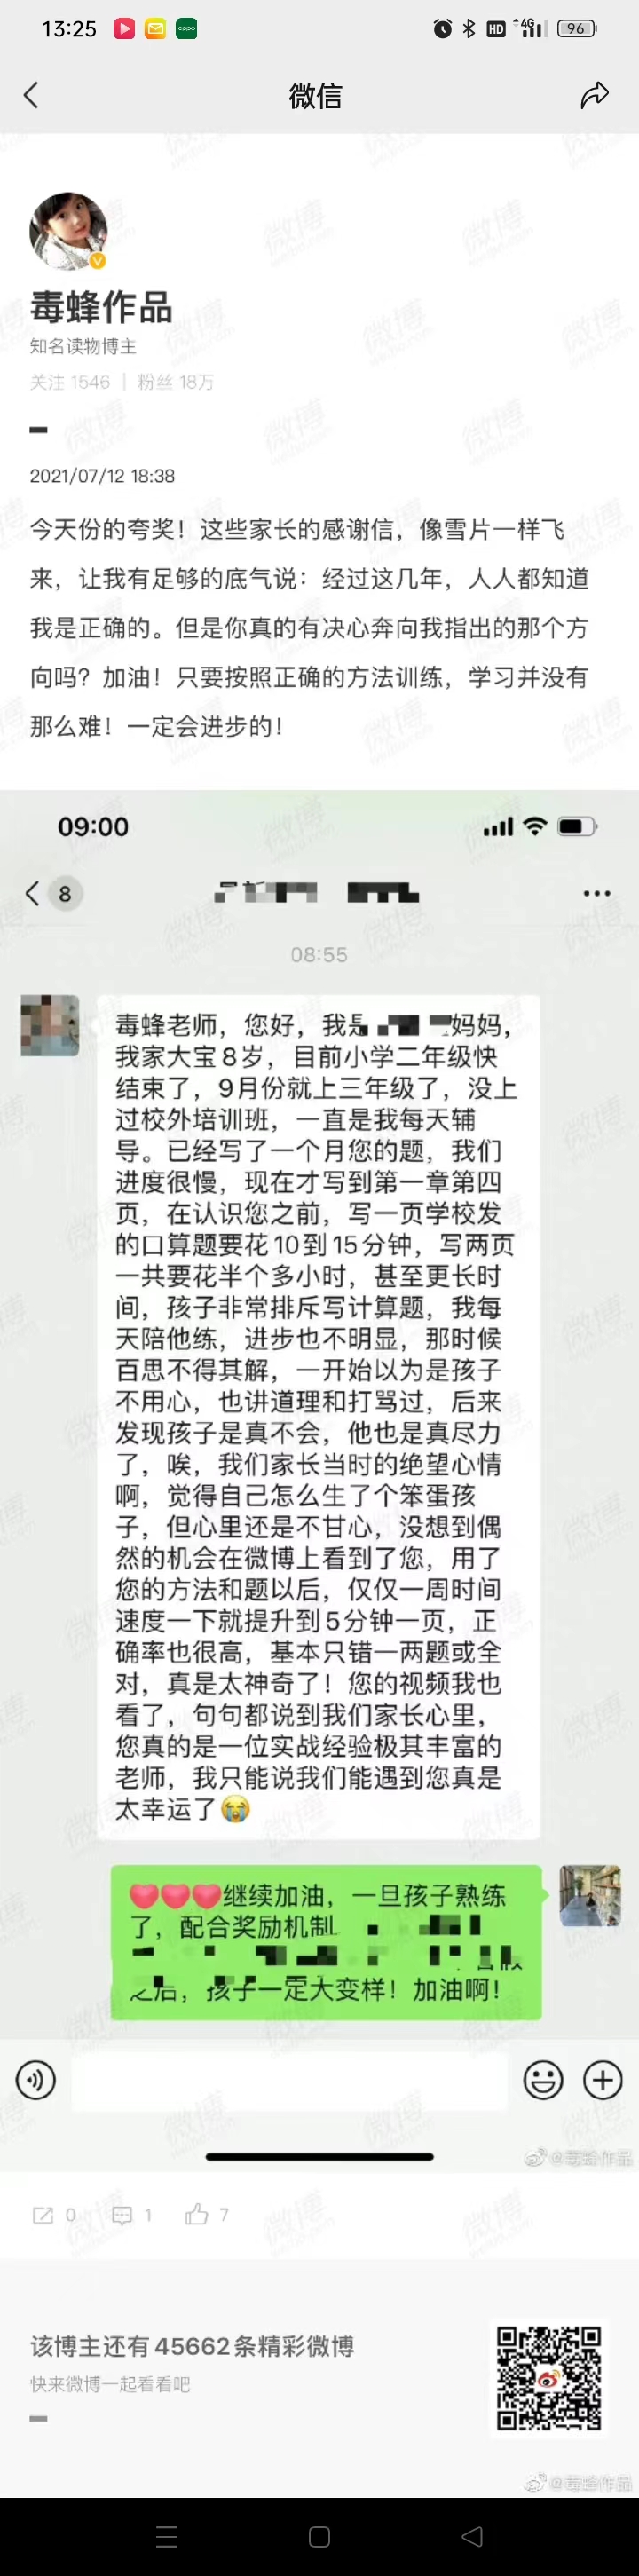 13:25
HD
4G
96
微信
毒蜂作品
知名读物博主
关注 1546 | 粉丝 18万
2021/07/12 18:38
今天份的夸奖！这些家长的感谢信，像雪片一样飞
来，让我有足够的底气说：经过这几年，人人都知道
我是正确的。但是你真的有决心奔向我指出的那个方
向吗？加油！只要按照正确的方法训练，学习并没有
那么难！一定会进步的！
09:00
8
08:55
毒蜂老师，您好，我是 妈妈，
我家大宝8岁，目前小学二年级快
结束了，9月份就上三年级了，没上
过校外培训班，一直是我每天辅
导。已经写了一个月您的题，我们
进度很慢，现在才写到第一章第四
页，在认识您之前，写一页学校发
的口算题要花10到15分钟，写两页
一共要花半个多小时，甚至更长时
间，孩子非常排斥写计算题，我每
天陪他练，进步也不明显，那时候
百思不得其解，一开始以为是孩子
不用心，也讲道理和打骂过，后来
发现孩子是真不会，他也是真尽力
了，唉，我们家长当时的绝望心情
啊，觉得自己怎么生了个笨蛋孩
子，但心里还是不甘心，没想到偶
然的机会在微博上看到了您，用了
您的方法和题以后，仅仅一周时间
速度一下就提升到5分钟一页，正
确率也很高，基本只错一两题或全
对，真是太神奇了！您的视频我也
看了，句句都说到我们家长心里，
您真的是一位实战经验极其丰富的
老师，我只能说我们能遇到您真是
太幸运了😭
❤❤❤继续加油，一旦孩子熟练
了，配合奖励机制
之后，孩子一定大变样！加油啊！
@毒蜂作品
0 1 7
该博主还有45662条精彩微博
快来微博一起看看吧
@毒蜂作品